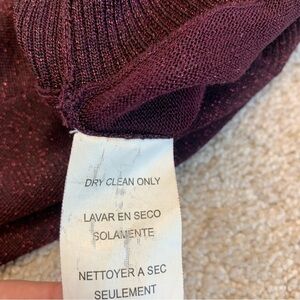 DRY CLEAN ONLY
LAVAR EN SECO
SOLAMENTE
NETTOYER A SEC
SEULEMENT